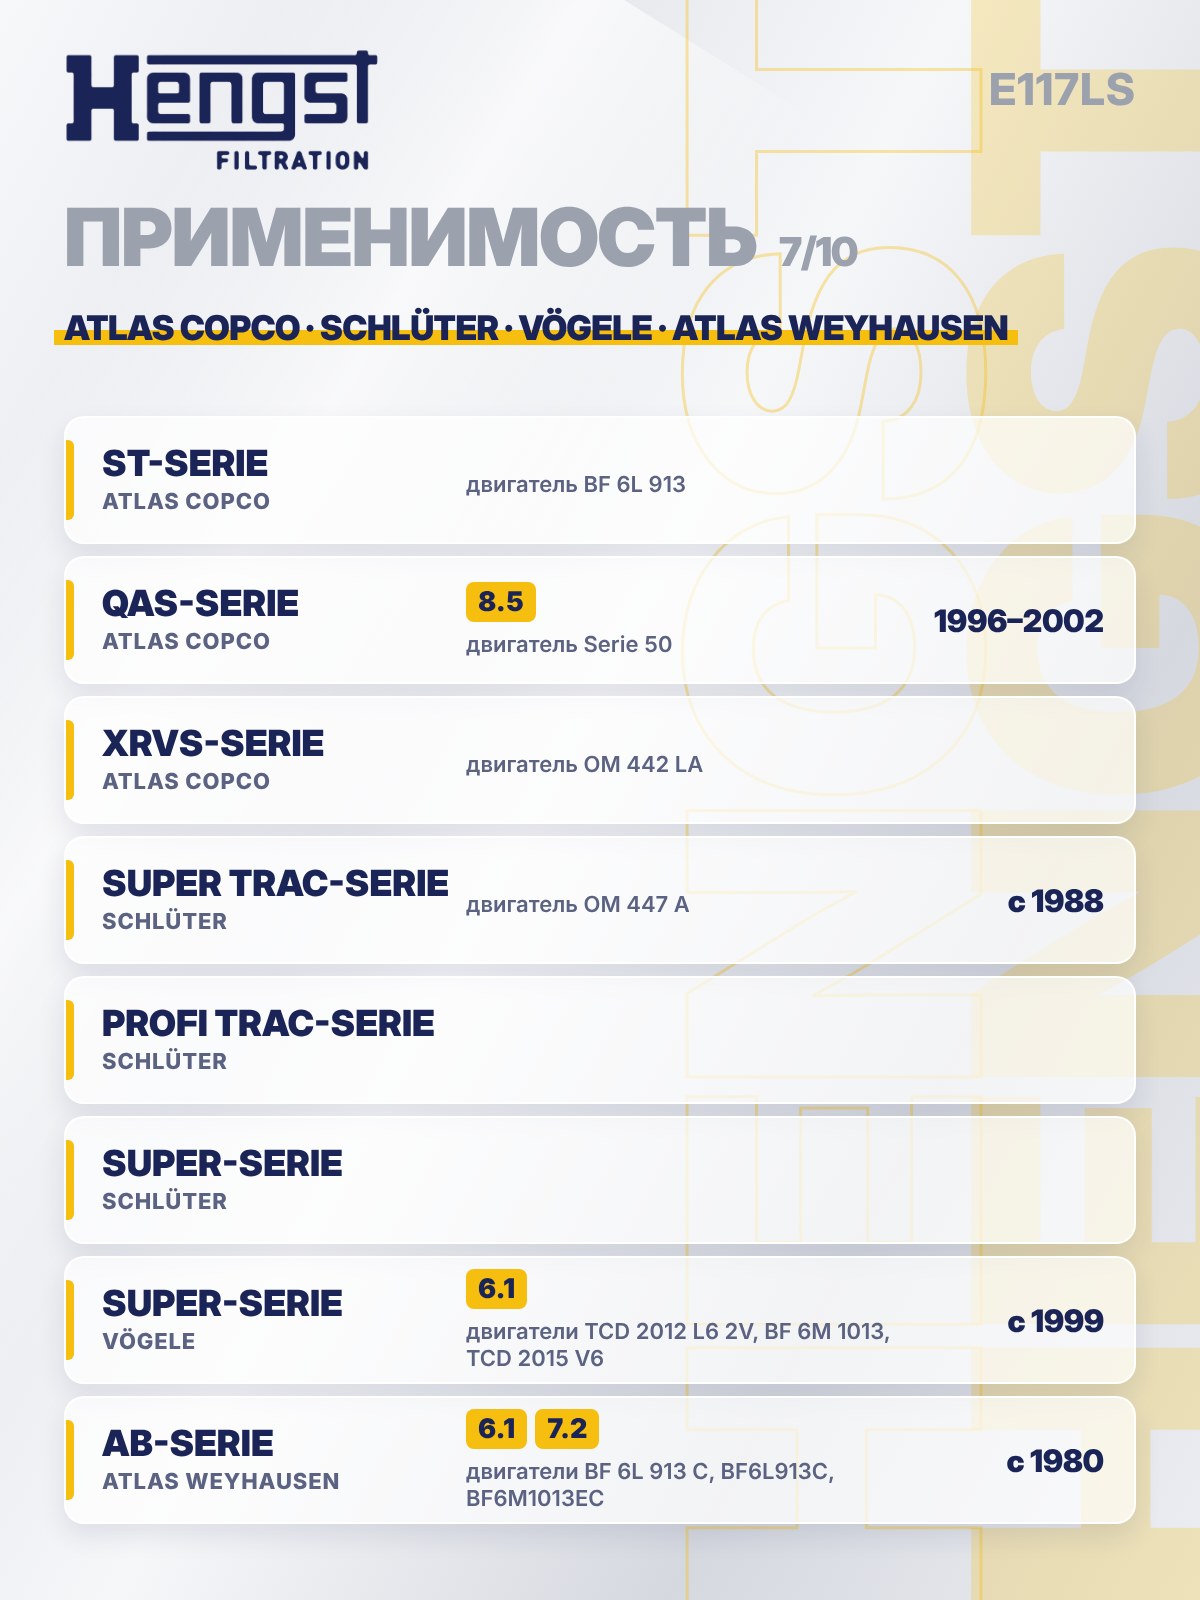 Hengst
FILTRATION
E117LS
ПРИМЕНИМОСТЬ 7/10
ATLAS COPCO · SCHLÜTER · VÖGELE · ATLAS WEYHAUSEN
ST-SERIE
ATLAS COPCO
двигатель BF 6L 913
QAS-SERIE
ATLAS COPCO
8.5
двигатель Serie 50
1996–2002
XRVS-SERIE
ATLAS COPCO
двигатель OM 442 LA
SUPER TRAC-SERIE
SCHLÜTER
двигатель OM 447 A
с 1988
PROFI TRAC-SERIE
SCHLÜTER
SUPER-SERIE
SCHLÜTER
SUPER-SERIE
VÖGELE
6.1
двигатели TCD 2012 L6 2V, BF 6M 1013,
TCD 2015 V6
с 1999
AB-SERIE
ATLAS WEYHAUSEN
6.1 7.2
двигатели BF 6L 913 C, BF6L913C,
BF6M1013EC
с 1980
HENGST
HENGST